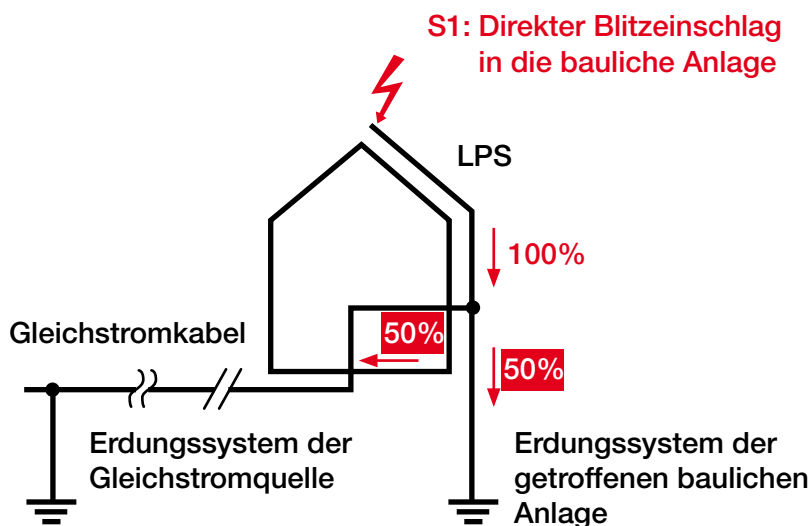 S1: Direkter Blitzeinschlag
in die bauliche Anlage
LPS
100%
Gleichstromkabel
50%
50%
Erdungssystem der
Gleichstromquelle
Erdungssystem der
getroffenen baulichen
Anlage